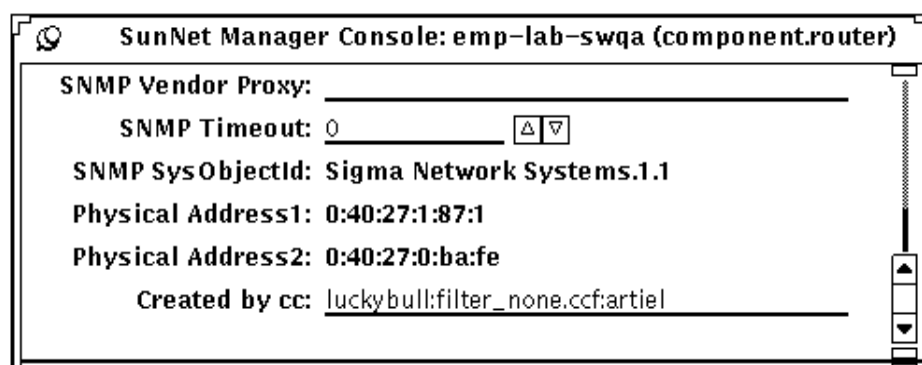 SunNet Manager Console: emp-lab-swqa (component.router)
SNMP Vendor Proxy:
SNMP Timeout: 0
SNMP SysObjectId: Sigma Network Systems.1.1
Physical Address1: 0:40:27:1:87:1
Physical Address2: 0:40:27:0:ba:fe
Created by cc: luckybull:filter_none.ccf:artiel